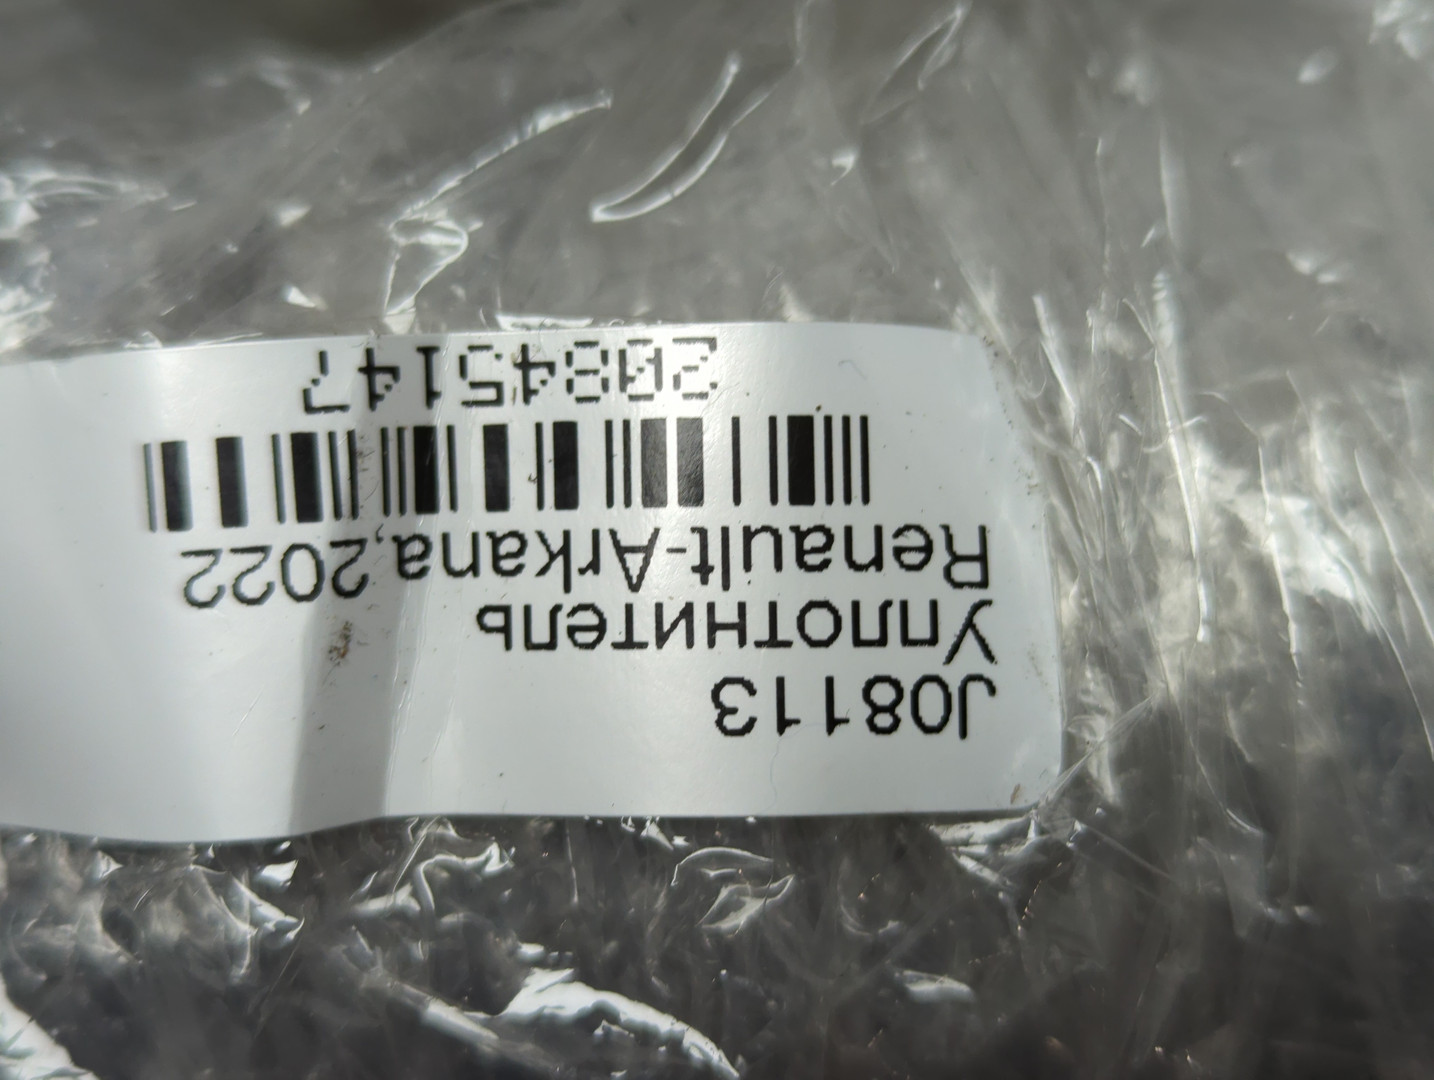 J08113
Уплотнитель
Renault-Arkana,2022
20845147